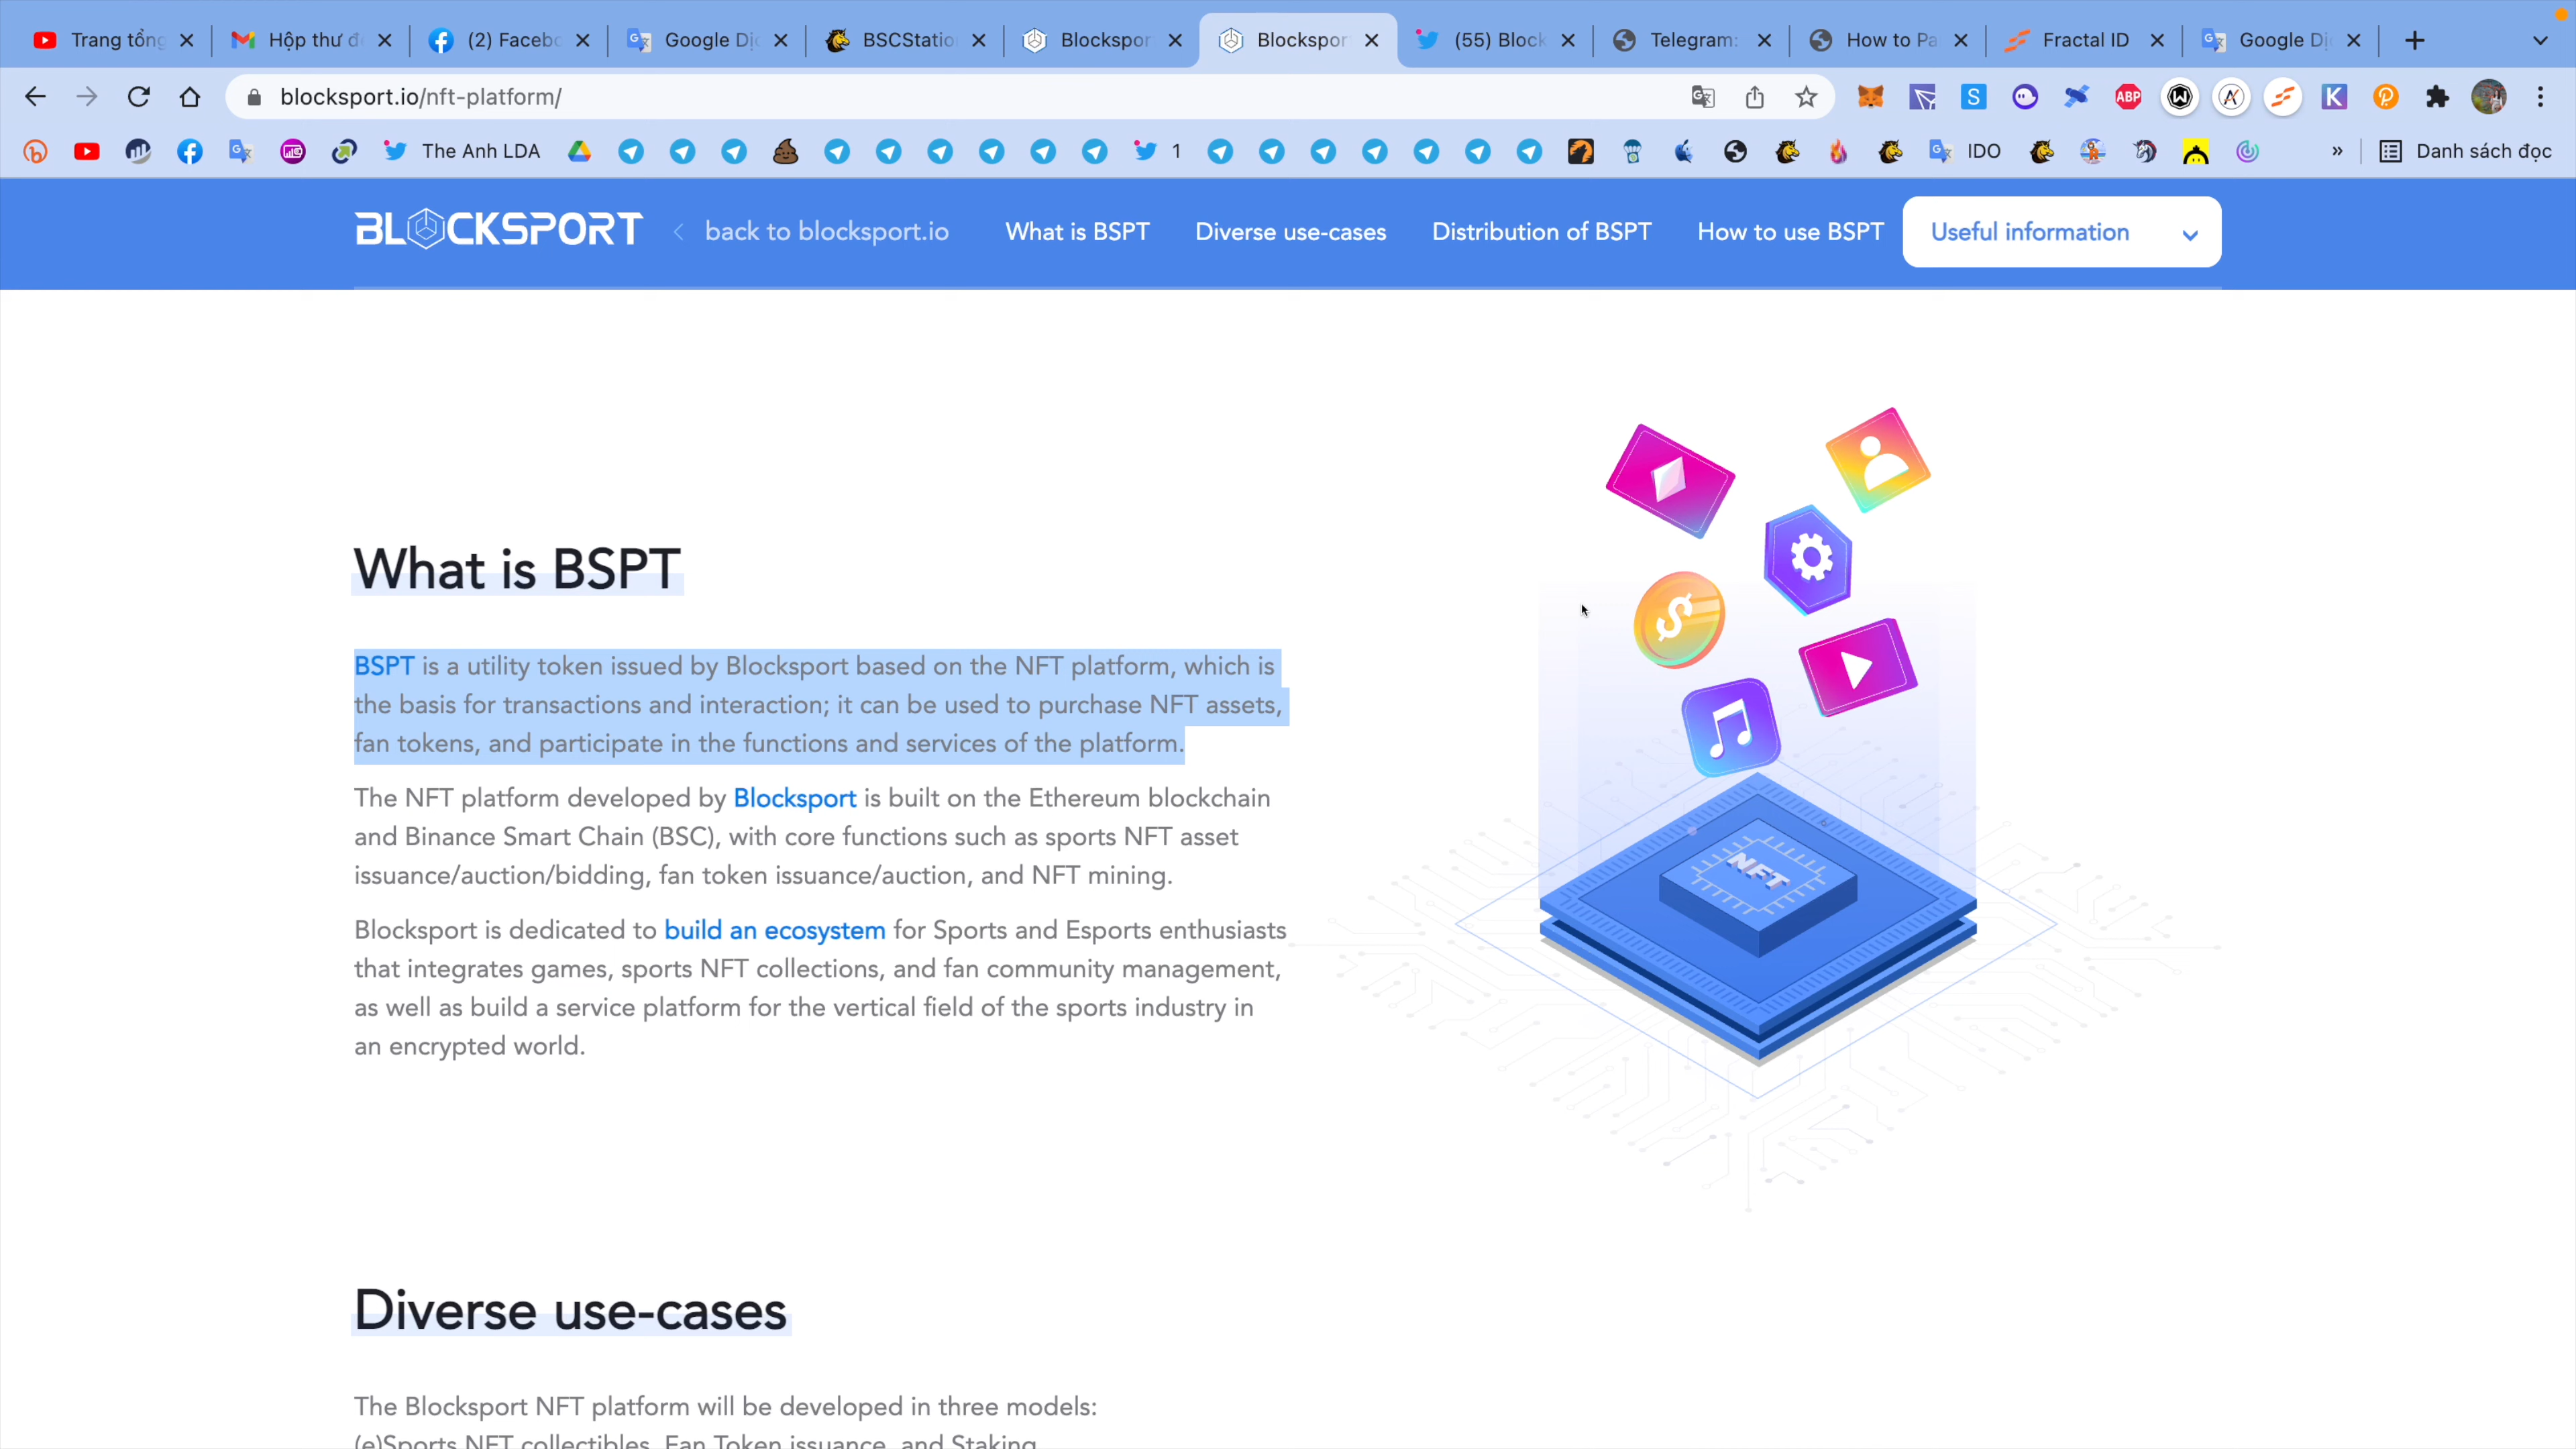 Trang tổng
Hộp thư đ
(2) Facebo
Google Dịc
BSCStatio
Blockspor
Blockspor
(55) Block
Telegram:
How to Pa
Fractal ID
Google Dị
blocksport.io/nft-platform/
The Anh LDA
1
IDO
Danh sách đọc
BLOCKSPORT
back to blocksport.io
What is BSPT
Diverse use-cases
Distribution of BSPT
How to use BSPT
Useful information
What is BSPT
BSPT is a utility token issued by Blocksport based on the NFT platform, which is
the basis for transactions and interaction; it can be used to purchase NFT assets,
fan tokens, and participate in the functions and services of the platform.
The NFT platform developed by Blocksport is built on the Ethereum blockchain
and Binance Smart Chain (BSC), with core functions such as sports NFT asset
issuance/auction/bidding, fan token issuance/auction, and NFT mining.
Blocksport is dedicated to build an ecosystem for Sports and Esports enthusiasts
that integrates games, sports NFT collections, and fan community management,
as well as build a service platform for the vertical field of the sports industry in
an encrypted world.
NFT
Diverse use-cases
The Blocksport NFT platform will be developed in three models:
(e)Sports NFT collectibles, Fan Token issuance, and Staking